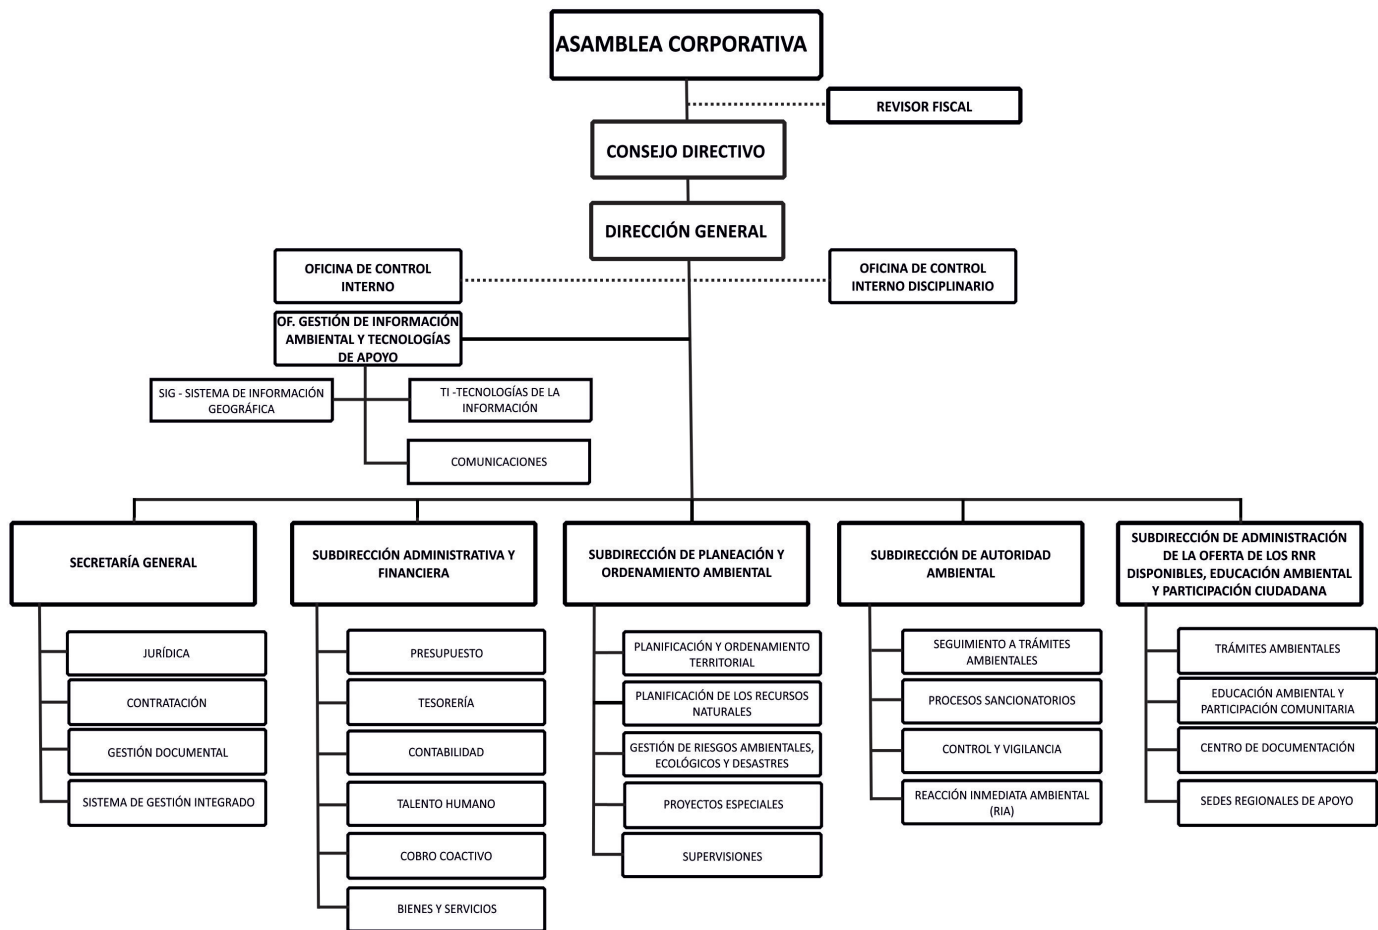 ASAMBLEA CORPORATIVA
REVISOR FISCAL
CONSEJO DIRECTIVO
DIRECCIÓN GENERAL
OFICINA DE CONTROL
INTERNO
OFICINA DE CONTROL
INTERNO DISCIPLINARIO
OF. GESTIÓN DE INFORMACIÓN
AMBIENTAL Y TECNOLOGÍAS
DE APOYO
SIG - SISTEMA DE INFORMACIÓN
GEOGRÁFICA
TI -TECNOLOGÍAS DE LA
INFORMACIÓN
COMUNICACIONES
SECRETARÍA GENERAL
JURÍDICA
CONTRATACIÓN
GESTIÓN DOCUMENTAL
SISTEMA DE GESTIÓN INTEGRADO
SUBDIRECCIÓN ADMINISTRATIVA Y
FINANCIERA
PRESUPUESTO
TESORERÍA
CONTABILIDAD
TALENTO HUMANO
COBRO COACTIVO
BIENES Y SERVICIOS
SUBDIRECCIÓN DE PLANEACIÓN Y
ORDENAMIENTO AMBIENTAL
PLANIFICACIÓN Y ORDENAMIENTO
TERRITORIAL
PLANIFICACIÓN DE LOS RECURSOS
NATURALES
GESTIÓN DE RIESGOS AMBIENTALES,
ECOLÓGICOS Y DESASTRES
PROYECTOS ESPECIALES
SUPERVISIONES
SUBDIRECCIÓN DE AUTORIDAD
AMBIENTAL
SEGUIMIENTO A TRÁMITES
AMBIENTALES
PROCESOS SANCIONATORIOS
CONTROL Y VIGILANCIA
REACCIÓN INMEDIATA AMBIENTAL
(RIA)
SUBDIRECCIÓN DE ADMINISTRACIÓN
DE LA OFERTA DE LOS RNR
DISPONIBLES, EDUCACIÓN AMBIENTAL
Y PARTICIPACIÓN CIUDADANA
TRÁMITES AMBIENTALES
EDUCACIÓN AMBIENTAL Y
PARTICIPACIÓN COMUNITARIA
CENTRO DE DOCUMENTACIÓN
SEDES REGIONALES DE APOYO